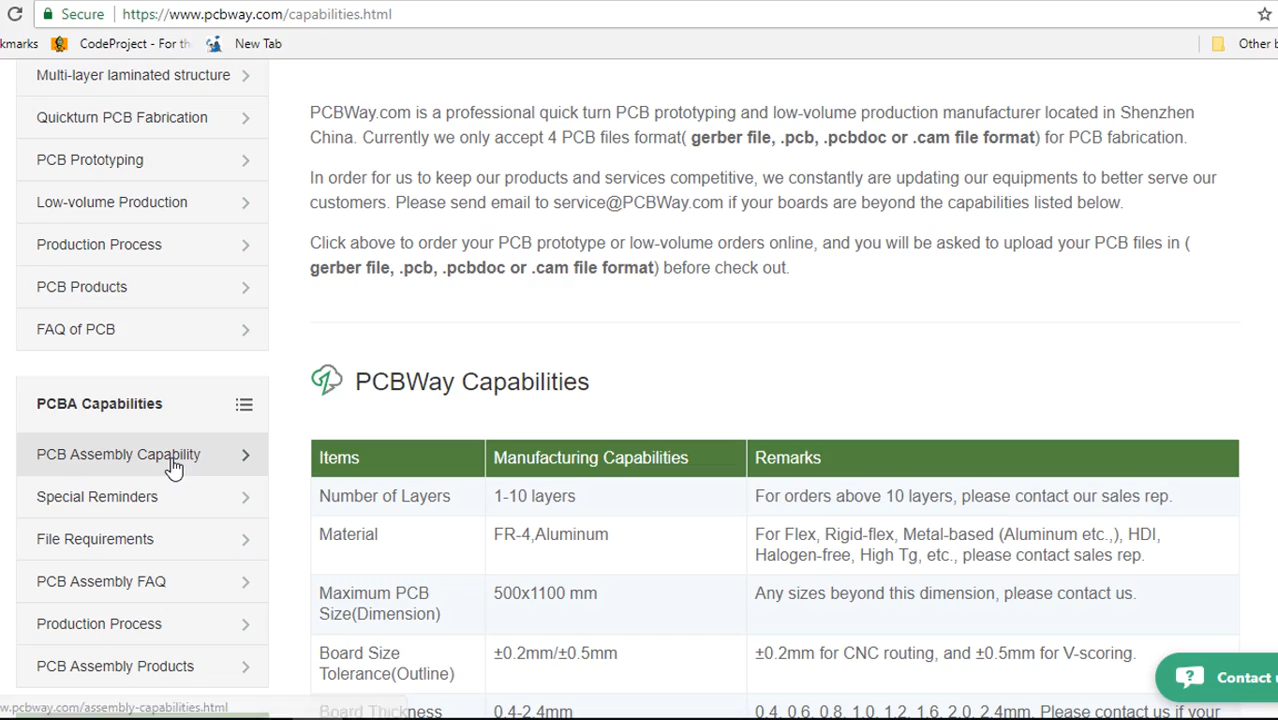 Secure https://www.pcbway.com/capabilities.html
kmarks CodeProject - For th New Tab Other b
Multi-layer laminated structure
Quickturn PCB Fabrication
PCB Prototyping
Low-volume Production
Production Process
PCB Products
FAQ of PCB
PCBA Capabilities
PCB Assembly Capability
Special Reminders
File Requirements
PCB Assembly FAQ
Production Process
PCB Assembly Products
w.pcbway.com/assembly-capabilities.html
PCBWay.com is a professional quick turn PCB prototyping and low-volume production manufacturer located in Shenzhen
China. Currently we only accept 4 PCB files format( gerber file, .pcb, .pcbdoc or .cam file format) for PCB fabrication.
In order for us to keep our products and services competitive, we constantly are updating our equipments to better serve our
customers. Please send email to service@PCBWay.com if your boards are beyond the capabilities listed below.
Click above to order your PCB prototype or low-volume orders online, and you will be asked to upload your PCB files in (
gerber file, .pcb, .pcbdoc or .cam file format) before check out.
PCBWay Capabilities
Items Manufacturing Capabilities Remarks
Number of Layers 1-10 layers For orders above 10 layers, please contact our sales rep.
Material FR-4,Aluminum For Flex, Rigid-flex, Metal-based (Aluminum etc.,), HDI,
Halogen-free, High Tg, etc., please contact sales rep.
Maximum PCB 500x1100 mm Any sizes beyond this dimension, please contact us.
Size(Dimension)
Board Size ±0.2mm/±0.5mm ±0.2mm for CNC routing, and ±0.5mm for V-scoring.
Tolerance(Outline)
Board Thickness 0.4-2.4mm 0.4, 0.6, 0.8, 1.0, 1.2, 1.6, 2.0, 2.4mm. Please contact us if your
Contact u